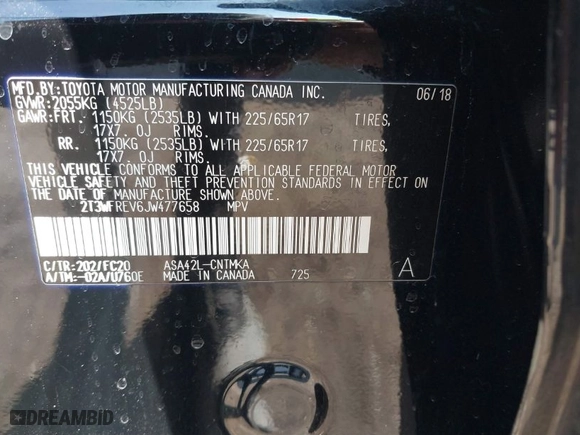 MFD.BY:TOYOTA MOTOR MANUFACTURING CANADA INC. 06/18
GVWR:2055KG (4525LB)
GAWR:FRT. 1150KG (2535LB) WITH 225/65R17 TIRES,
17X7.0J RIMS.
RR. 1150KG (2535LB) WITH 225/65R17 TIRES,
17X7.0J RIMS.
THIS VEHICLE CONFORMS TO ALL APPLICABLE FEDERAL MOTOR
VEHICLE SAFETY AND THEFT PREVENTION STANDARDS IN EFFECT ON
THE DATE OF MANUFACTURE SHOWN ABOVE.
2T3WFREV6JW477658 MPV
C/TR:202/FC20 ASA42L-CNTMKA
A/TM:-02A/U760E MADE IN CANADA 725 A
DREAMBID